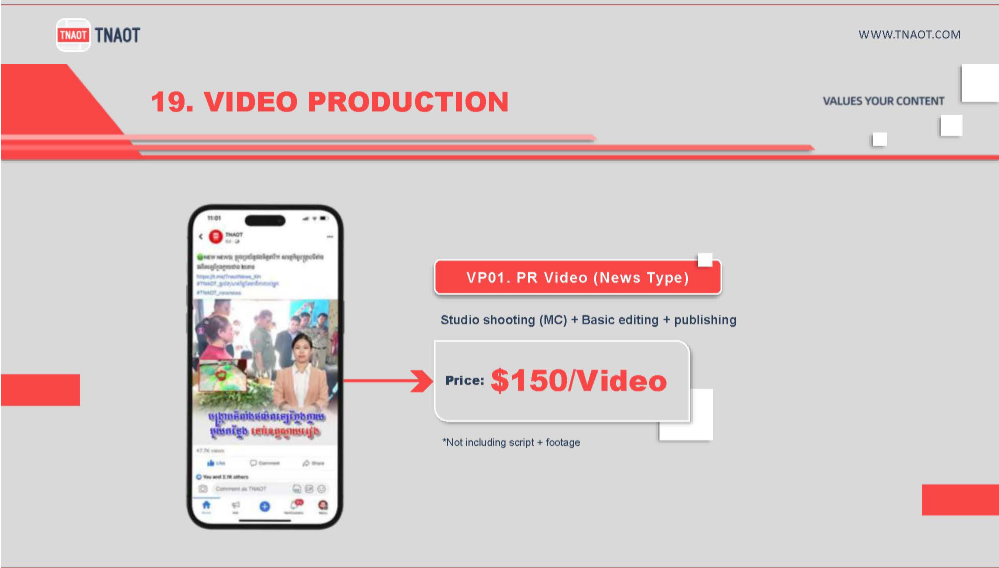 TNAOT TNAOT
WWW.TNAOT.COM
19. VIDEO PRODUCTION
VALUES YOUR CONTENT
11:01
TNAOT
VP01. PR Video (News Type)
Studio shooting (MC) + Basic editing + publishing
Price: $150/Video
*Not including script + footage
47.7K views
Like Comment Share
You and 2.1K others
Comment as TNAOT